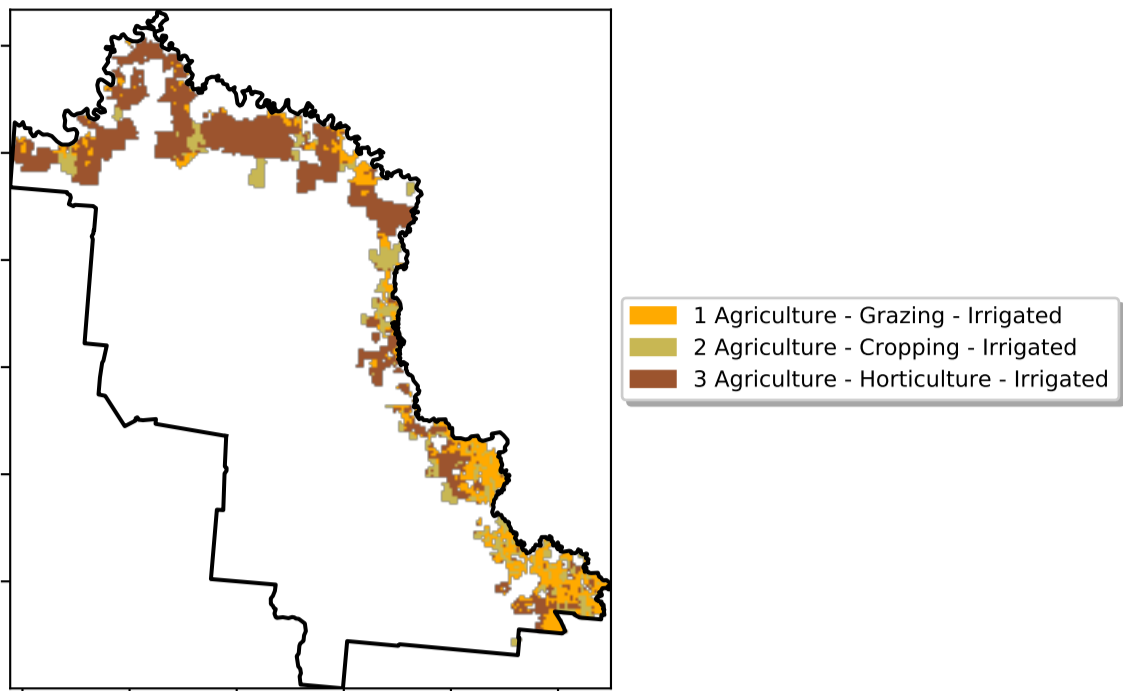 1 Agriculture - Grazing - Irrigated
2 Agriculture - Cropping - Irrigated
3 Agriculture - Horticulture - Irrigated